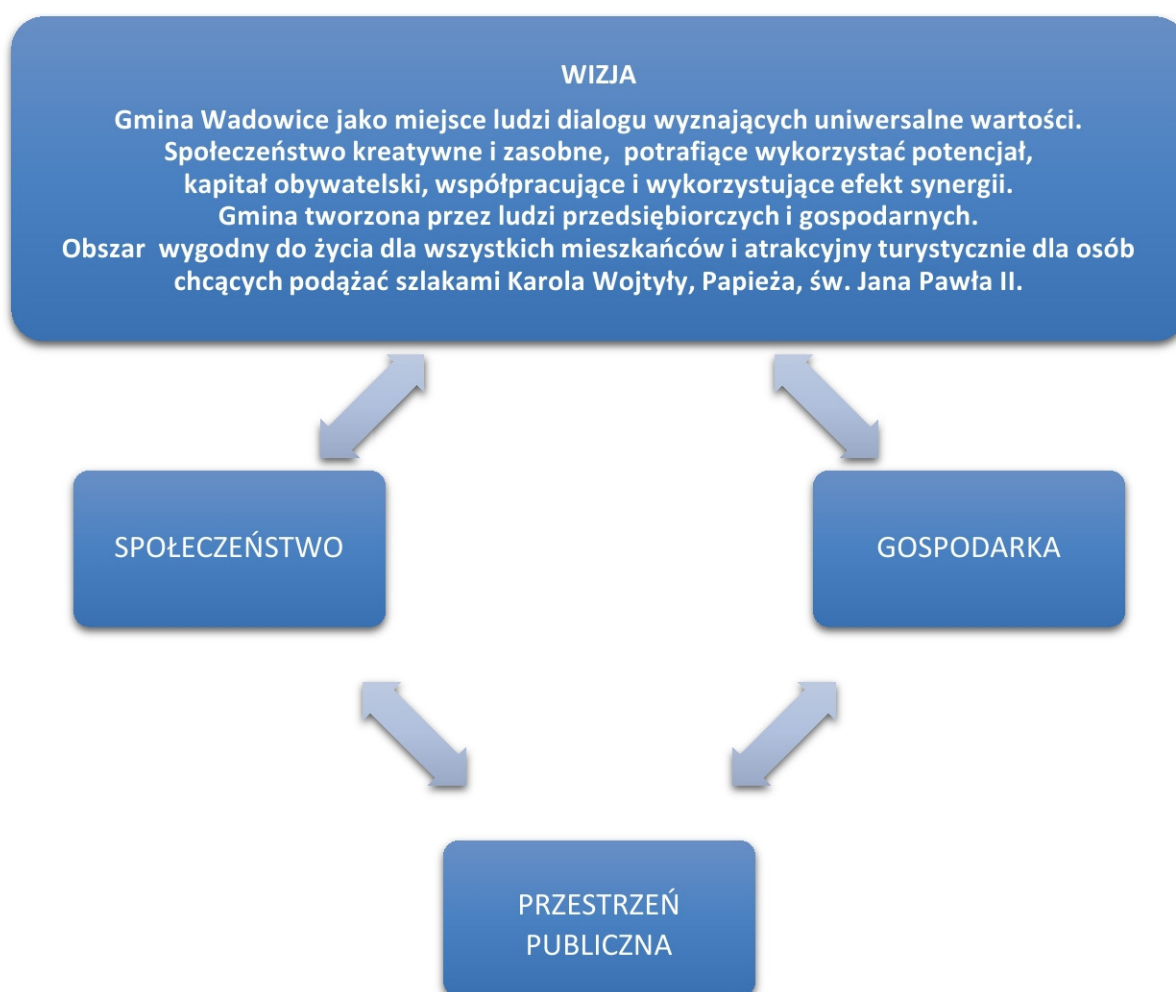 WIZJA
Gmina Wadowice jako miejsce ludzi dialogu wyznających uniwersalne wartości.
Społeczeństwo kreatywne i zasobne, potrafiące wykorzystać potencjał,
kapitał obywatelski, współpracujące i wykorzystujące efekt synergii.
Gmina tworzona przez ludzi przedsiębiorczych i gospodarnych.
Obszar wygodny do życia dla wszystkich mieszkańców i atrakcyjny turystycznie dla osób
chcących podążać szlakami Karola Wojtyły, Papieża, św. Jana Pawła II.
SPOŁECZEŃSTWO
GOSPODARKA
PRZESTRZEŃ
PUBLICZNA